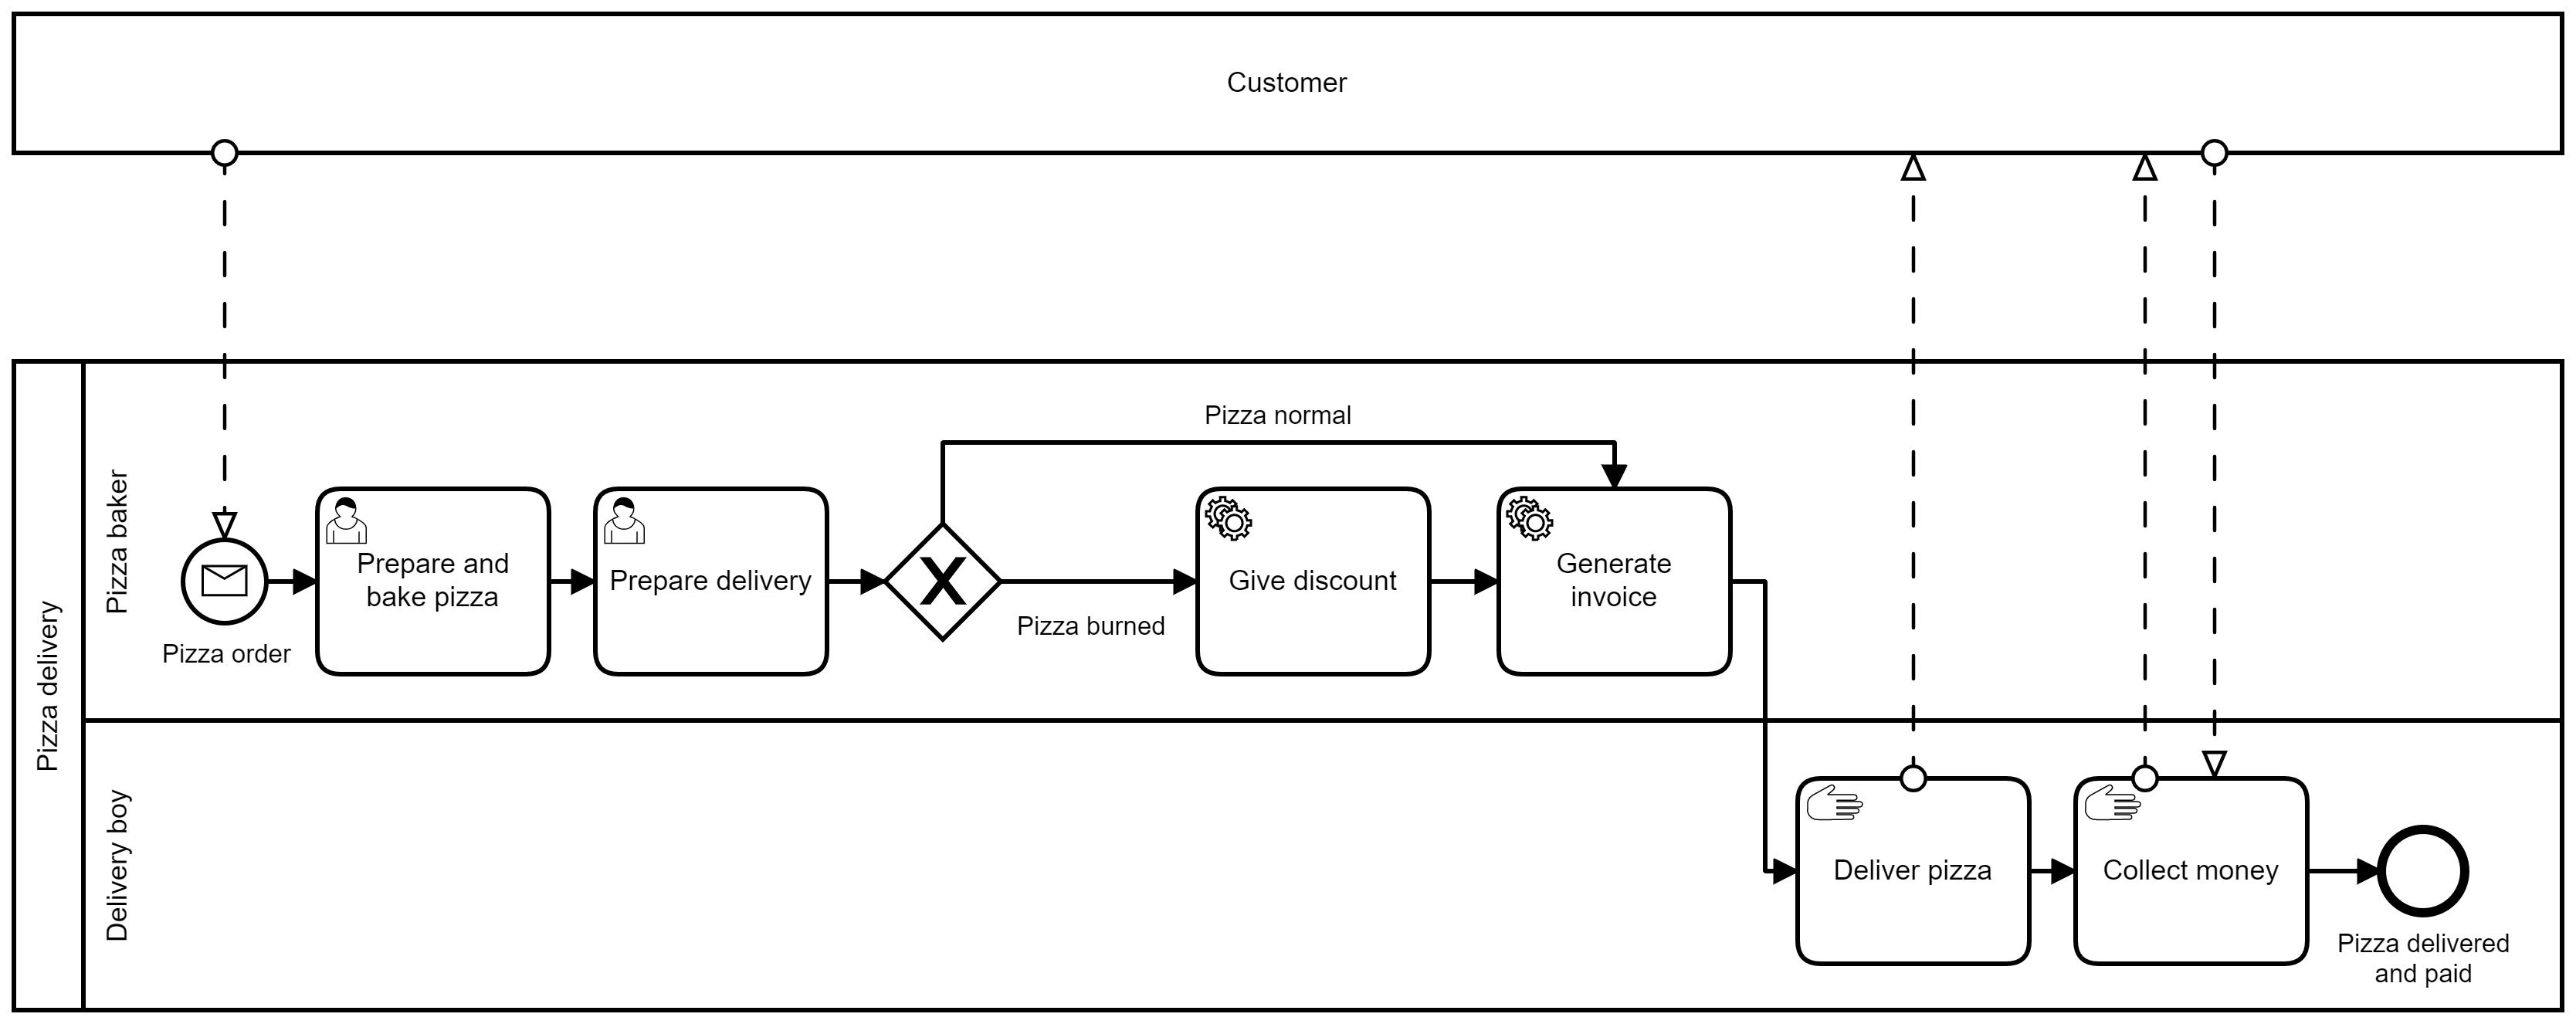 Customer
Pizza delivery
Pizza baker
Pizza order
Prepare and
bake pizza
Prepare delivery
X
Pizza normal
Pizza burned
Give discount
Generate
invoice
Delivery boy
Deliver pizza
Collect money
Pizza delivered
and paid